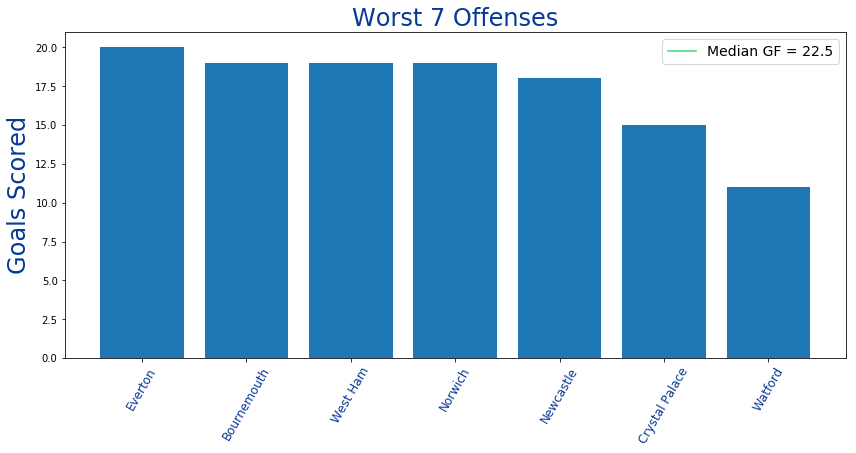 Worst 7 Offenses
Median GF = 22.5
Goals Scored
20.0
17.5
15.0
12.5
10.0
7.5
5.0
2.5
0.0
Everton
Bournemouth
West Ham
Norwich
Newcastle
Crystal Palace
Watford